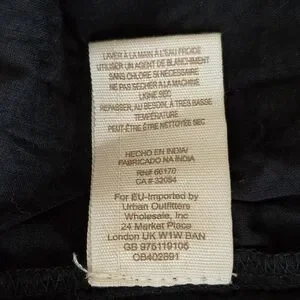 LAVER À LA MAIN À L'EAU FROIDE
UTILISER UN AGENT DE BLANCHIMENT
SANS CHLORE SI NÉCESSAIRE
NE PAS SÉCHER À LA MACHINE
LIGNE SEC
REPASSER, AU BESOIN, À TRÈS BASSE
TEMPÉRATURE
PEUT-ÊTRE ÊTRE NETTOYÉE SEC
HECHO EN INDIA/
FABRICADO NA ÍNDIA
RN# 66170
CA # 32084
For EU-Imported by
Urban Outfitters
Wholesale, Inc
24 Market Place
London UK W1W BAN
GB 975119105
OB402891